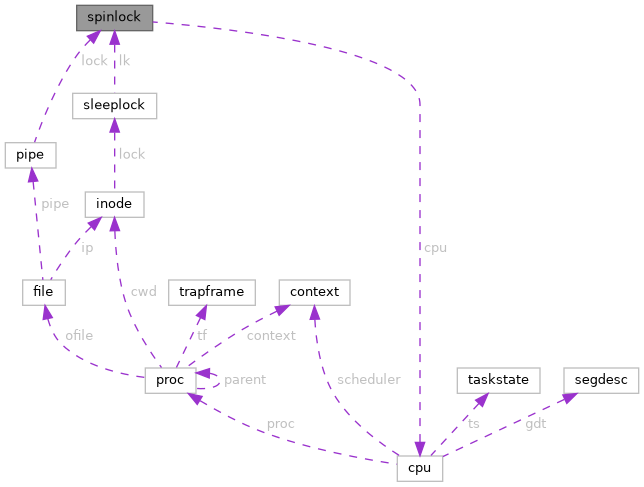 spinlock
lock
lk
sleeplock
pipe
lock
pipe
inode
ip
cpu
file
trapframe
context
cwd
ofile
tf
context
proc
parent
scheduler
taskstate
segdesc
proc
ts
gdt
cpu